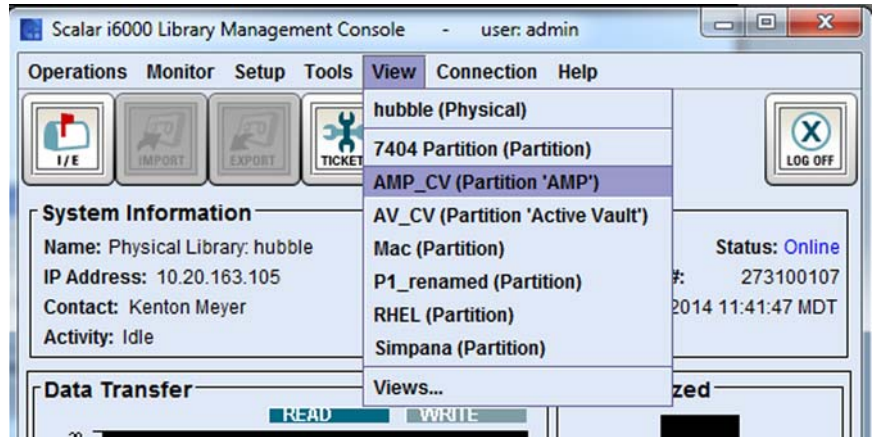 Scalar i6000 Library Management Console - user: admin
Operations Monitor Setup Tools View Connection Help
hubble (Physical)
I/E IMPORT EXPORT TICKET LOG OFF
7404 Partition (Partition)
AMP_CV (Partition 'AMP')
AV_CV (Partition 'Active Vault')
Mac (Partition)
P1_renamed (Partition)
RHEL (Partition)
Simpana (Partition)
Views...
System Information
Name: Physical Library: hubble Status: Online
IP Address: 10.20.163.105 #: 273100107
Contact: Kenton Meyer 2014 11:41:47 MDT
Activity: Idle
Data Transfer zed
READ WRITE